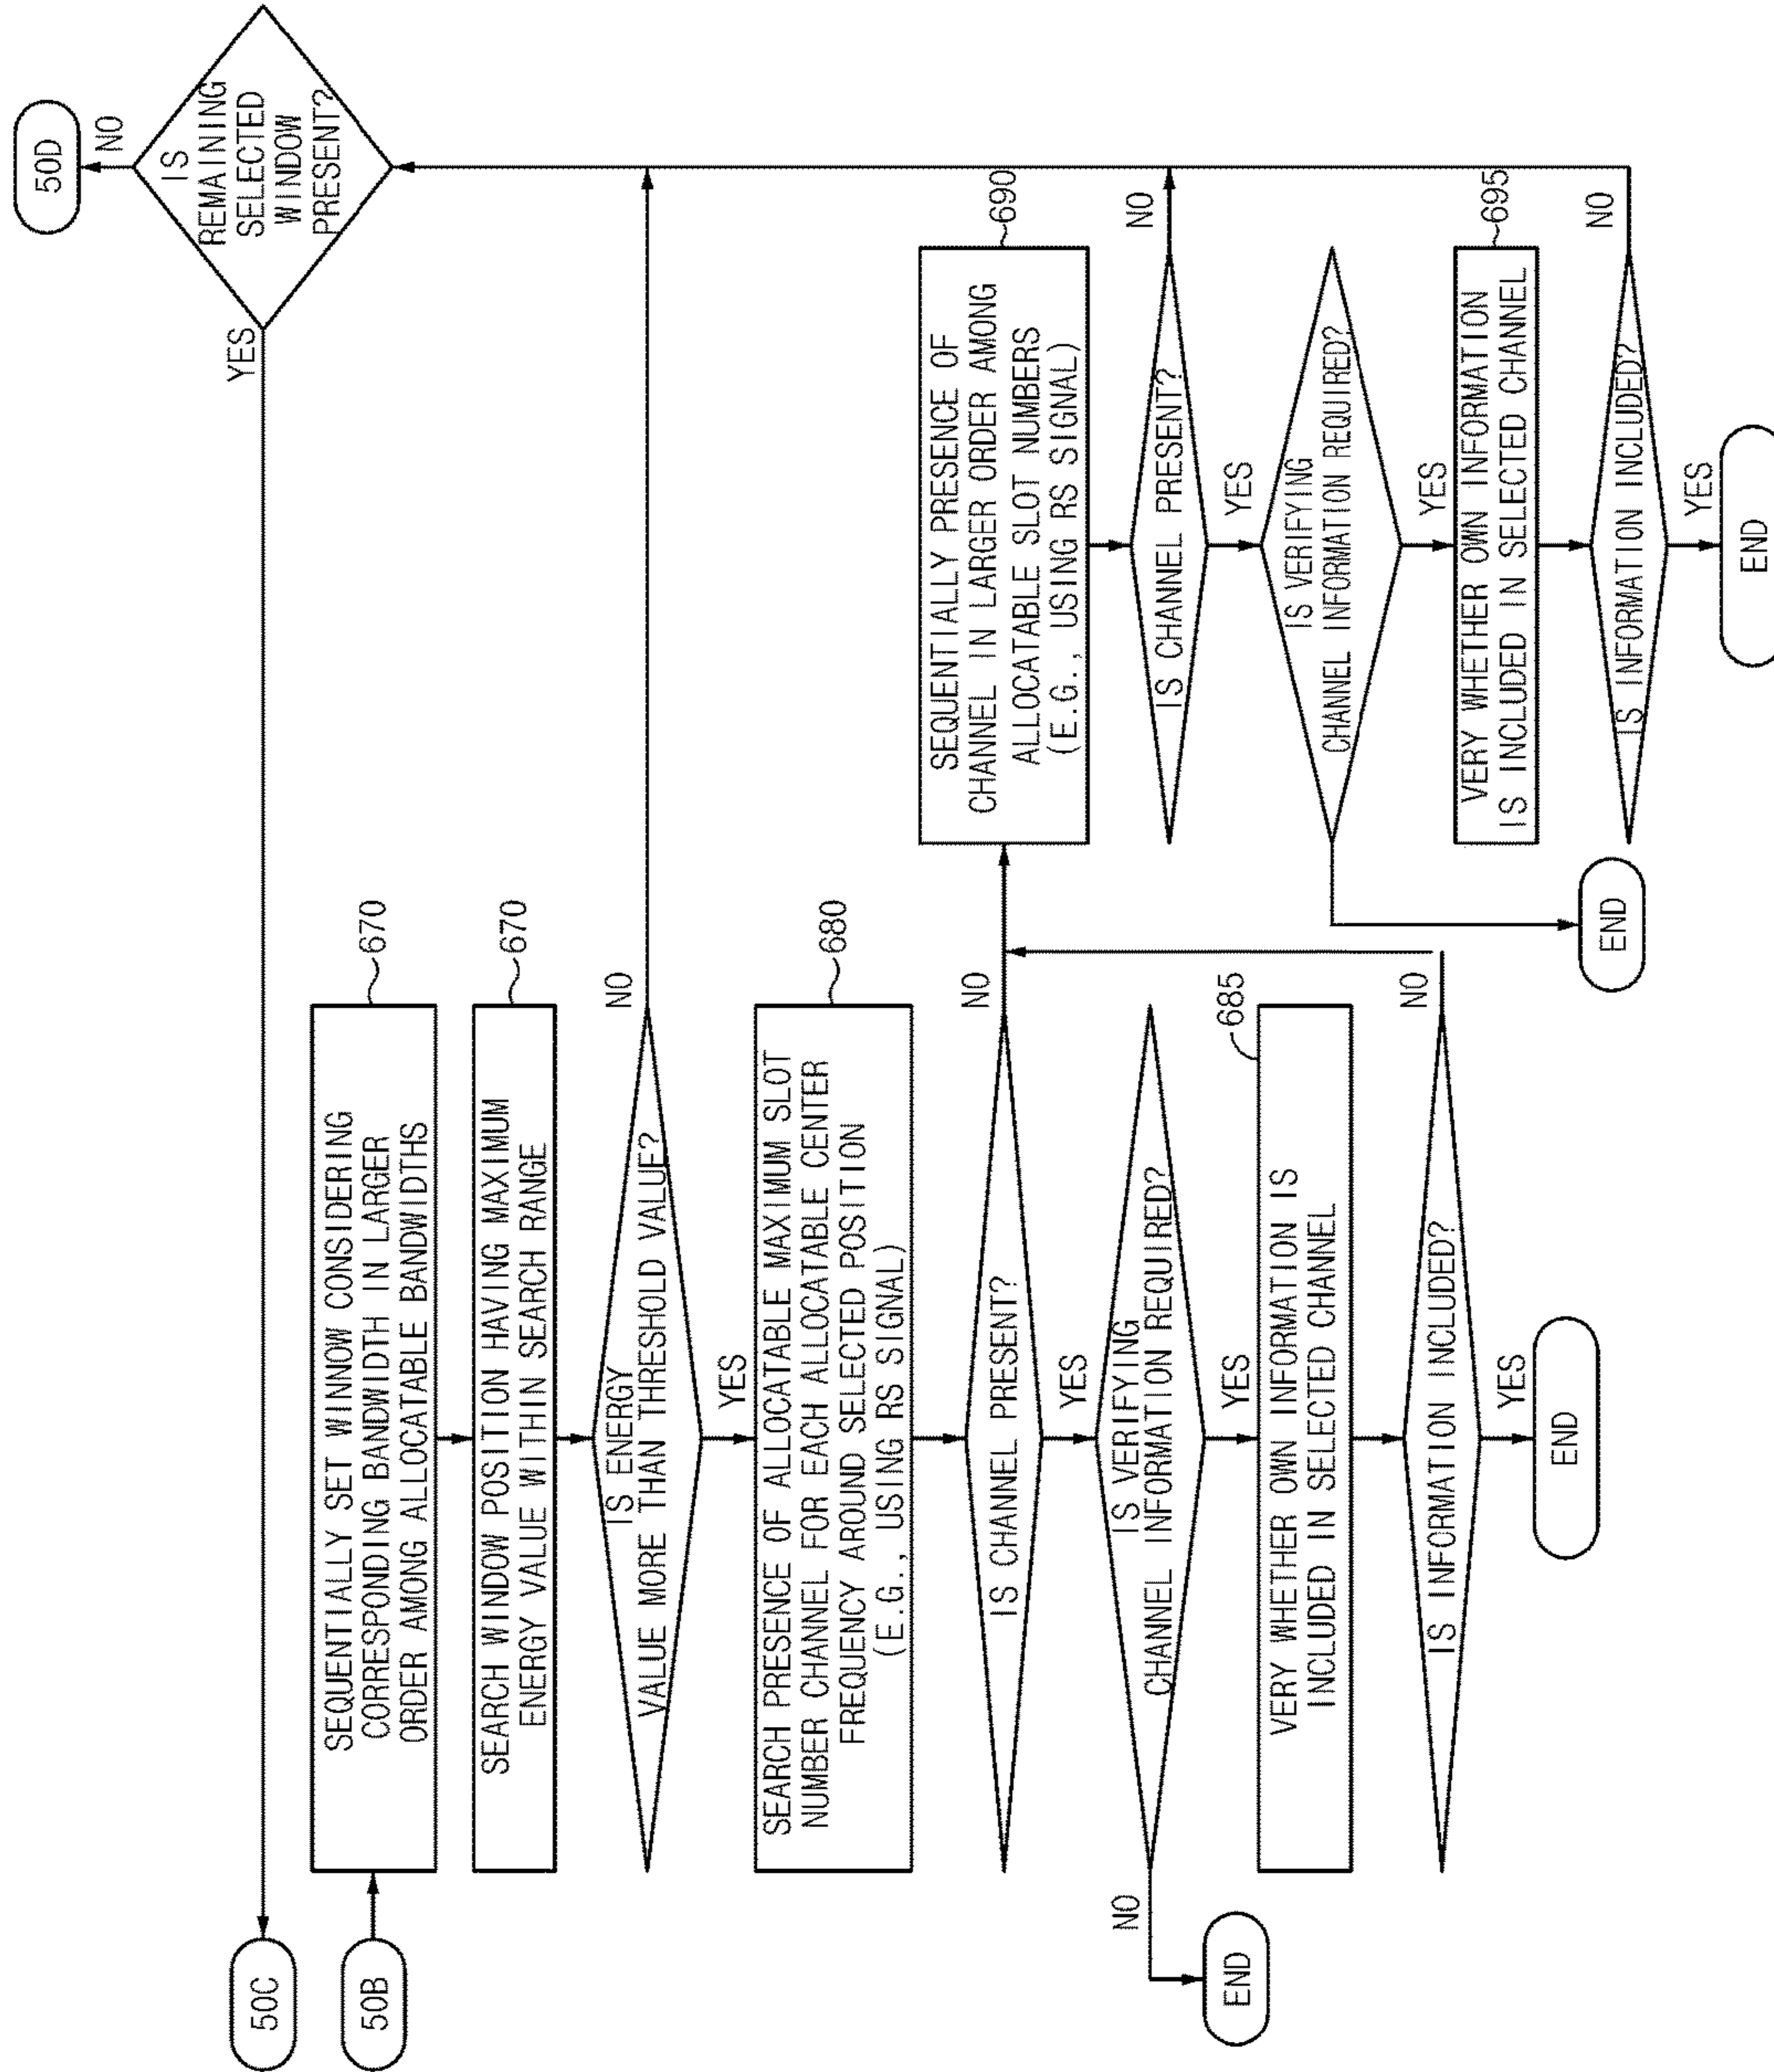 50C
50B
SEQUENTIALLY SET WINNOW CONSIDERING
CORRESPONDING BANDWIDTH IN LARGER
ORDER AMONG ALLOCATABLE BANDWIDTHS
670
SEARCH WINDOW POSITION HAVING MAXIMUM
ENERGY VALUE WITHIN SEARCH RANGE
670
IS ENERGY
VALUE MORE THAN THRESHOLD VALUE?
NO
YES
SEARCH PRESENCE OF ALLOCATABLE MAXIMUM SLOT
NUMBER CHANNEL FOR EACH ALLOCATABLE CENTER
FREQUENCY AROUND SELECTED POSITION
(E.G., USING RS SIGNAL)
680
IS CHANNEL PRESENT?
NO
YES
IS VERIFYING
CHANNEL INFORMATION REQUIRED?
NO
END
YES
VERY WHETHER OWN INFORMATION IS
INCLUDED IN SELECTED CHANNEL
685
IS INFORMATION INCLUDED?
NO
YES
END
SEQUENTIALLY PRESENCE OF
CHANNEL IN LARGER ORDER AMONG
ALLOCATABLE SLOT NUMBERS
(E.G., USING RS SIGNAL)
690
IS CHANNEL PRESENT?
NO
YES
IS VERIFYING
CHANNEL INFORMATION REQUIRED?
END
YES
VERY WHETHER OWN INFORMATION
IS INCLUDED IN SELECTED CHANNEL
695
IS INFORMATION INCLUDED?
NO
YES
END
IS
REMAINING
SELECTED
WINDOW
PRESENT?
YES
NO
50D